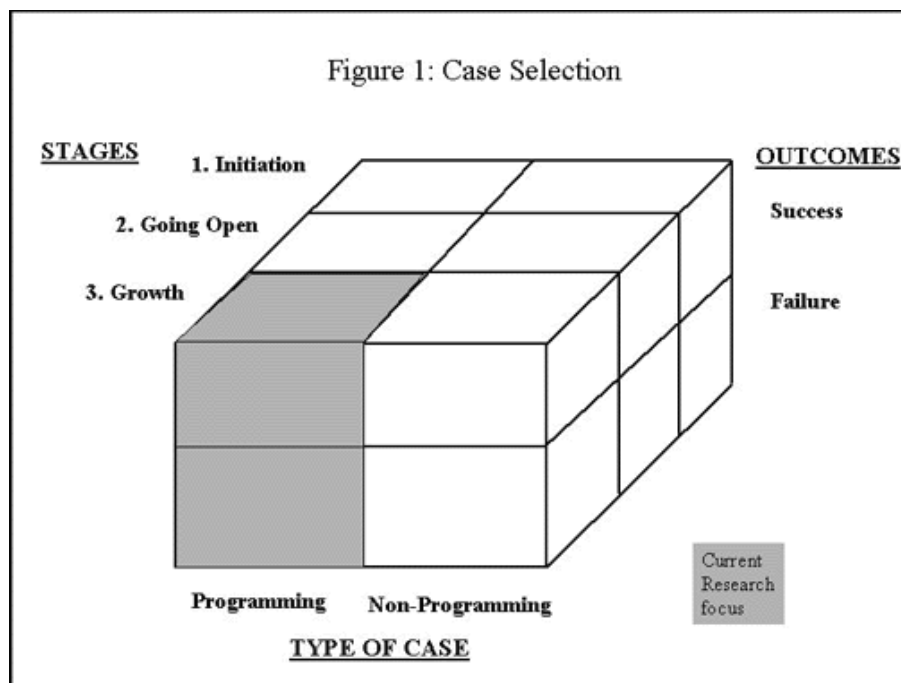 Figure 1: Case Selection
STAGES
1. Initiation
2. Going Open
3. Growth
OUTCOMES
Success
Failure
Current
Research
focus
Programming
Non-Programming
TYPE OF CASE